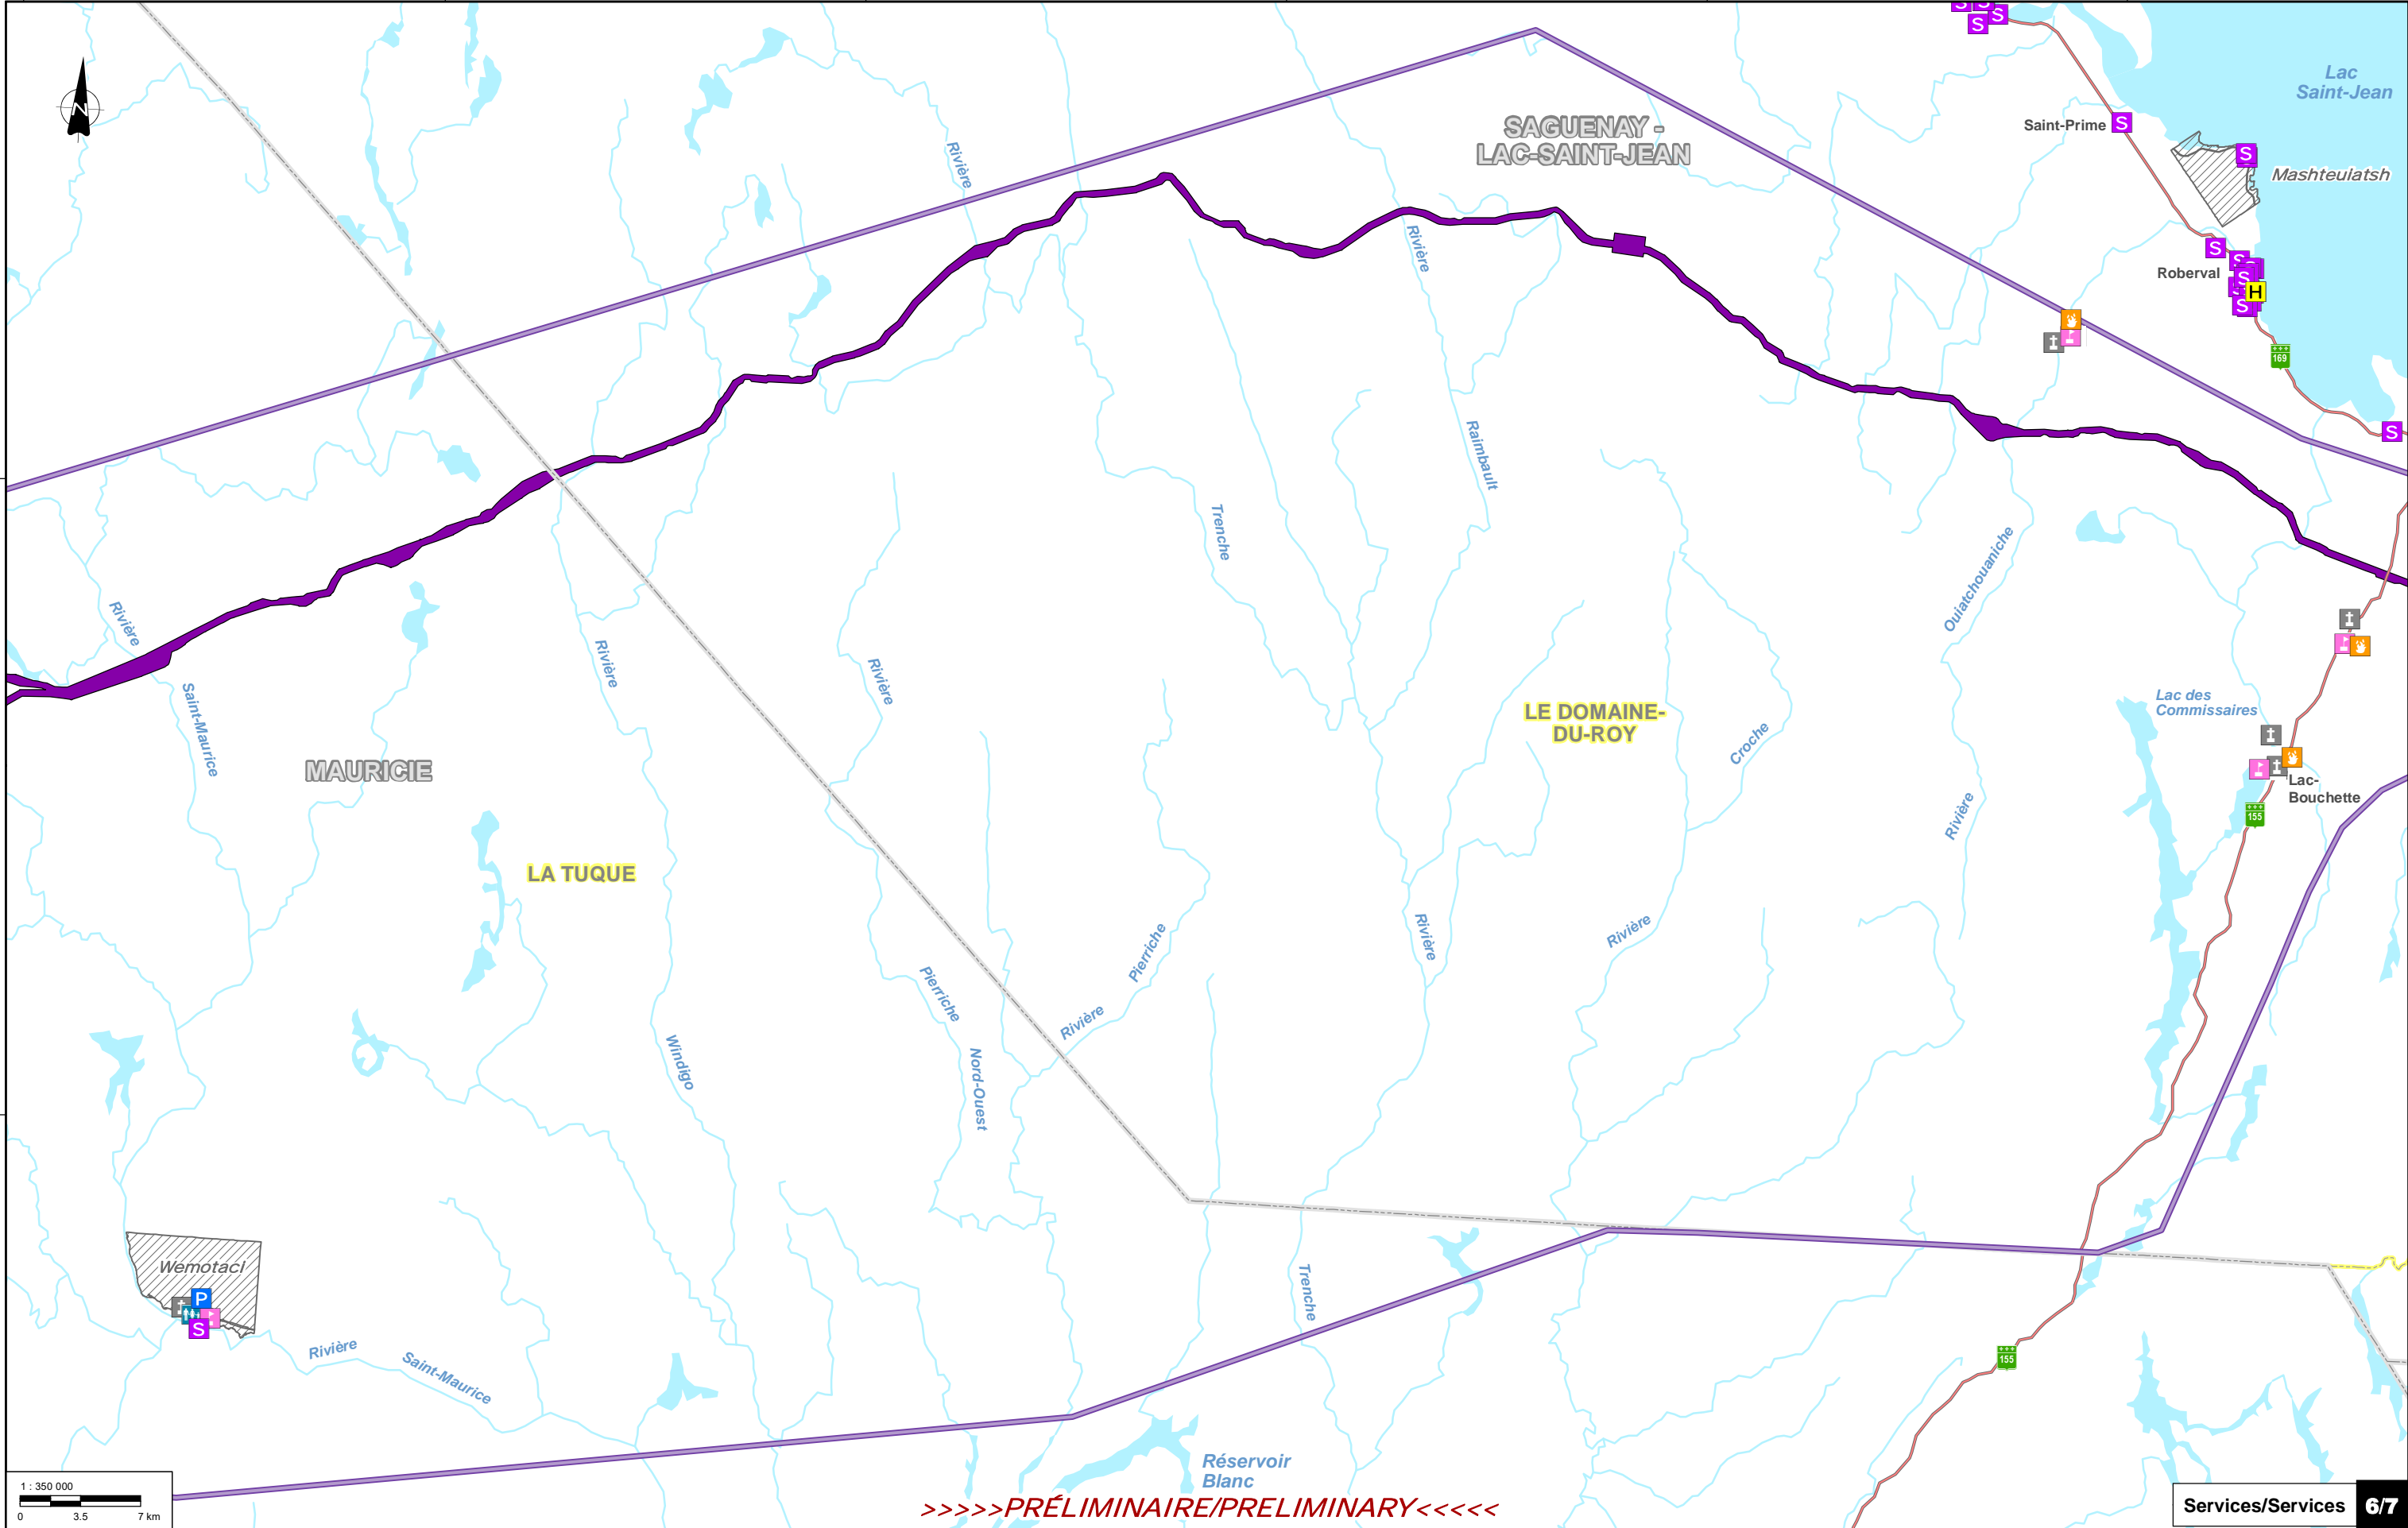 S
S
S
S
N
Lac
Saint-Jean
SAGUENAY -
LAC-SAINT-JEAN
Saint-Prime
S
Rivière
S
Mashteuiatsh
Rivière
S
S
Roberval
S
S
H
S
169
S
Raimbault
Trenche
Ouiatchouaniche
Rivière
Rivière
Rivière
Saint-Maurice
Lac des
Commissaires
LE DOMAINE-
DU-ROY
Croche
MAURICIE
Lac-
Bouchette
155
Rivière
LA TUQUE
Rivière
Rivière
Pierriche
Pierriche
Rivière
Windigo
Nord-Ouest
Wemotaci
P
S
Trenche
Rivière
Saint-Maurice
155
Réservoir
Blanc
1 : 350 000
0 3.5 7 km
>>>>>PRÉLIMINAIRE/PRELIMINARY<<<<<
Services/Services 6/7